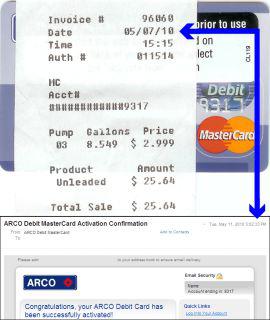 Invoice # 96060
Date 05/07/10
Time 15:15
Auth # 011514
prior to use
d on
lect
n
CL119
MC
Acct#
############9317
Debit
9317
MasterCard
Pump Gallons Price
03 8.549 $ 2.999
Product Amount
Unleaded $ 25.64
Total Sale $ 25.64
ARCO Debit MasterCard Activation Confirmation
From ARCO Debit MasterCard
To
Add to Contacts
Tue, May 11, 2010 5:02:33 PM
Please add
to your address book to ensure email delivery.
ARCO
Email Security
Name
Account ending in: 9317
Congratulations, your ARCO Debit Card has
been successfully activated!
Quick Links
Log Into Your Account